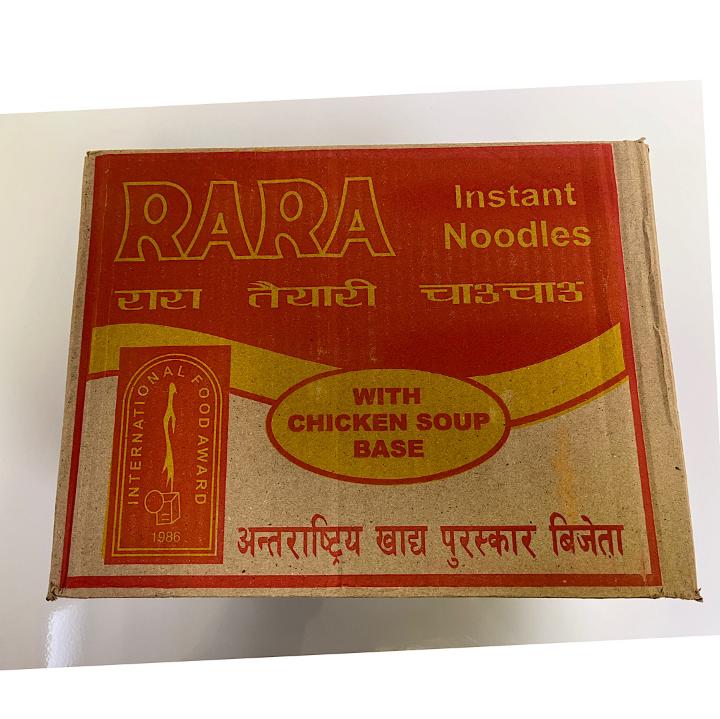 RARA
Instant
Noodles
रारा तैयारी चाउचाउ
INTERNATIONAL FOOD AWARD
1986
WITH
CHICKEN SOUP
BASE
अन्तराष्ट्रिय खाद्य पुरस्कार बिजेता